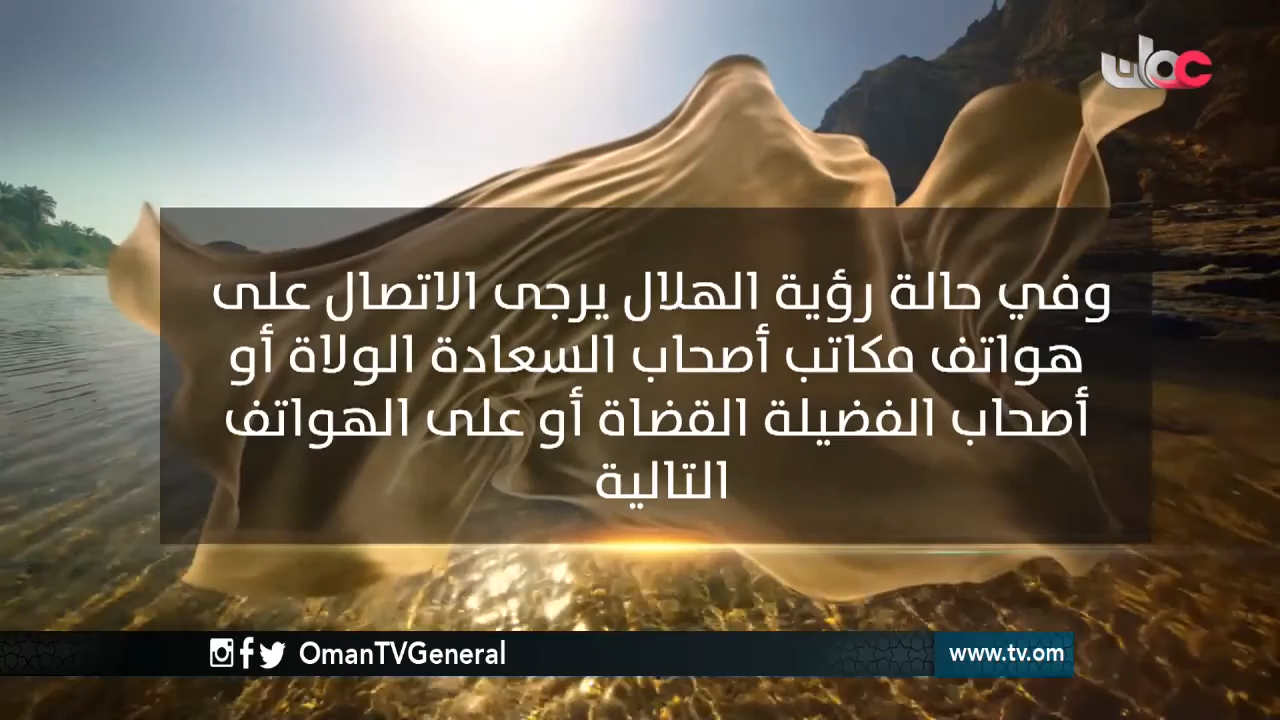 عمان
وفي حالة رؤية الهلال يرجى الاتصال على
هواتف مكاتب أصحاب السعادة الولاة أو
أصحاب الفضيلة القضاة أو على الهواتف
التالية
OmanTVGeneral
www.tv.om